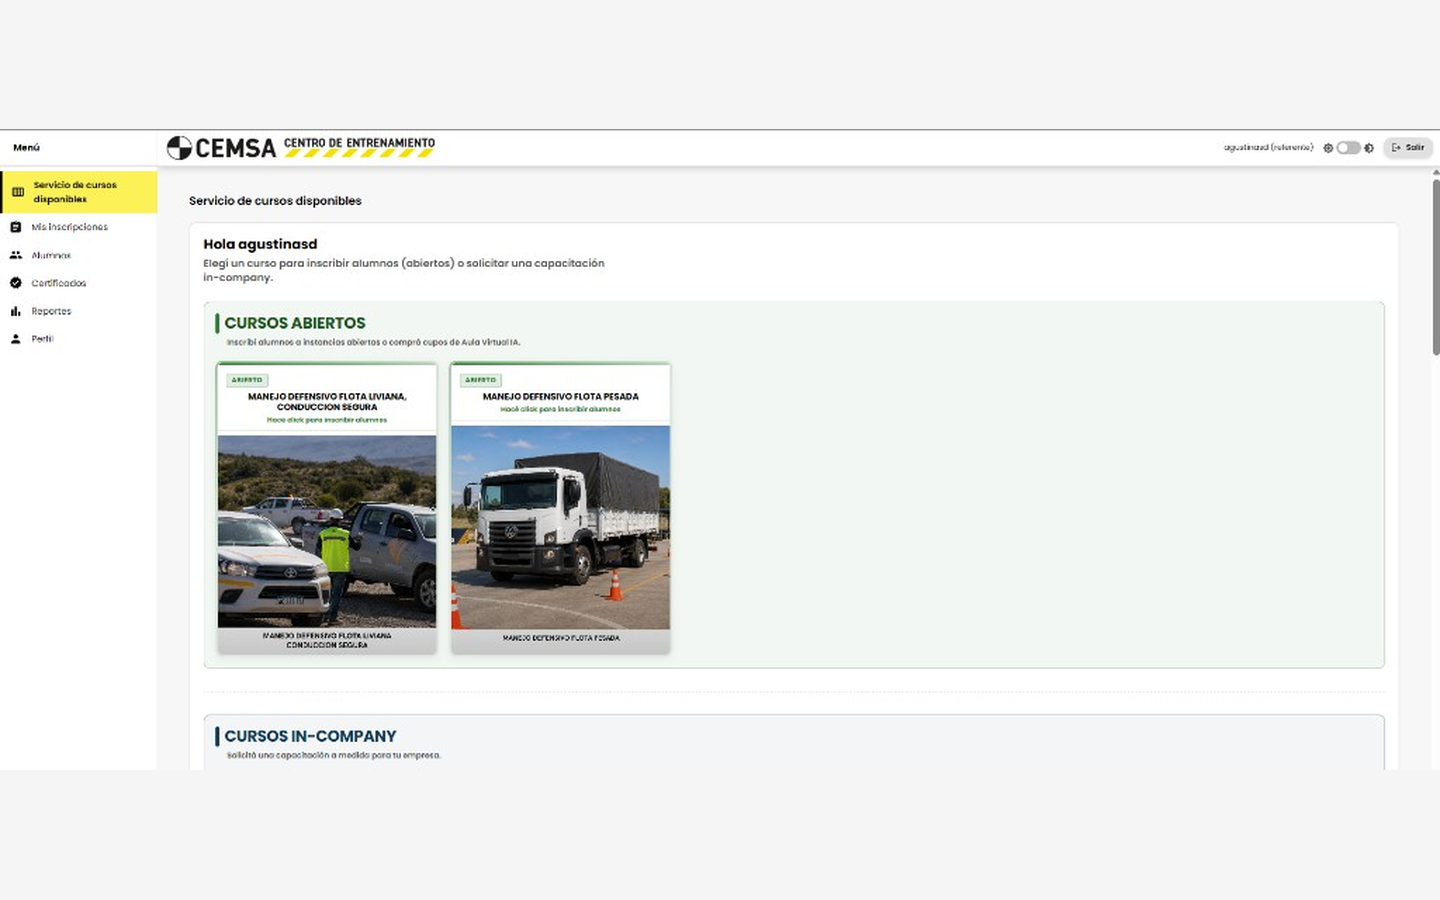 Menú
CEMSA CENTRO DE ENTRENAMIENTO
agustinasd (referente)
Salir
Servicio de cursos
disponibles
Mis inscripciones
Alumnos
Certificados
Reportes
Perfil
Servicio de cursos disponibles
Hola agustinasd
Elegí un curso para inscribir alumnos (abiertos) o solicitar una capacitación
in-company.
CURSOS ABIERTOS
Inscribí alumnos a instancias abiertas o comprá cupos de Aula Virtual IA.
ABIERTO
MANEJO DEFENSIVO FLOTA LIVIANA,
CONDUCCION SEGURA
Hacé click para inscribir alumnos
MANEJO DEFENSIVO FLOTA LIVIANA
CONDUCCION SEGURA
ABIERTO
MANEJO DEFENSIVO FLOTA PESADA
Hacé click para inscribir alumnos
MANEJO DEFENSIVO FLOTA PESADA
CURSOS IN-COMPANY
Solicitá una capacitación a medida para tu empresa.